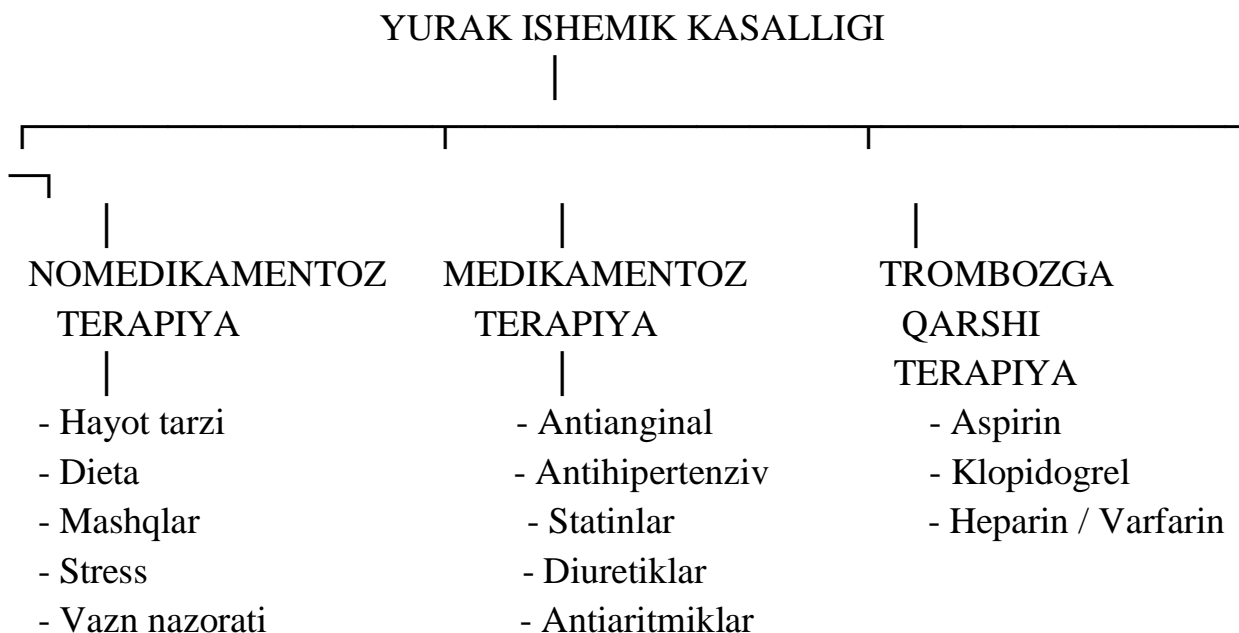 YURAK ISHEMIK KASALLIGI
NOMEDIKAMENTOZ MEDIKAMENTOZ TROMBOZGA
TERAPIYA TERAPIYA QARSHI
TERAPIYA
- Hayot tarzi - Antianginal - Aspirin
- Dieta - Antihipertenziv - Klopidogrel
- Mashqlar - Statinlar - Heparin / Varfarin
- Stress - Diuretiklar
- Vazn nazorati - Antiaritmiklar